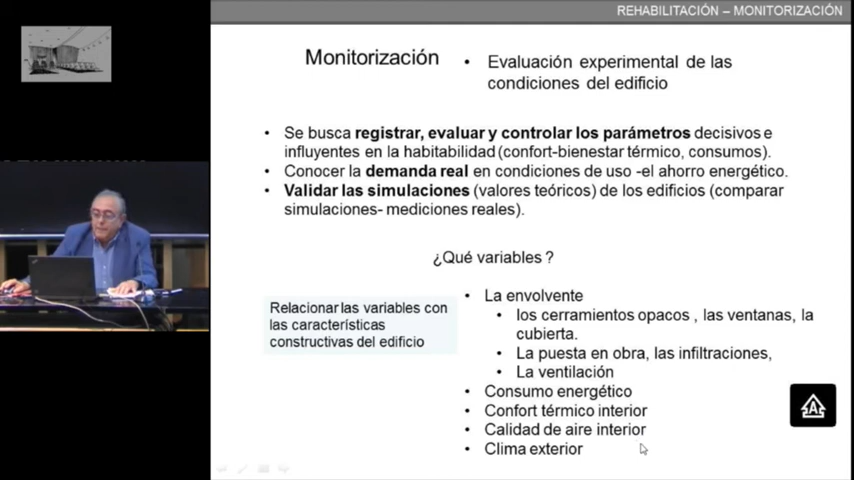 REHABILITACIÓN – MONITORIZACIÓN
Monitorización
• Evaluación experimental de las
condiciones del edificio
• Se busca registrar, evaluar y controlar los parámetros decisivos e
influyentes en la habitabilidad (confort-bienestar térmico, consumos).
• Conocer la demanda real en condiciones de uso -el ahorro energético.
• Validar las simulaciones (valores teóricos) de los edificios (comparar
simulaciones- mediciones reales).
¿Qué variables ?
Relacionar las variables con
las características
constructivas del edificio
• La envolvente
• los cerramientos opacos , las ventanas, la
cubierta.
• La puesta en obra, las infiltraciones,
• La ventilación
• Consumo energético
• Confort térmico interior
• Calidad de aire interior
• Clima exterior
A